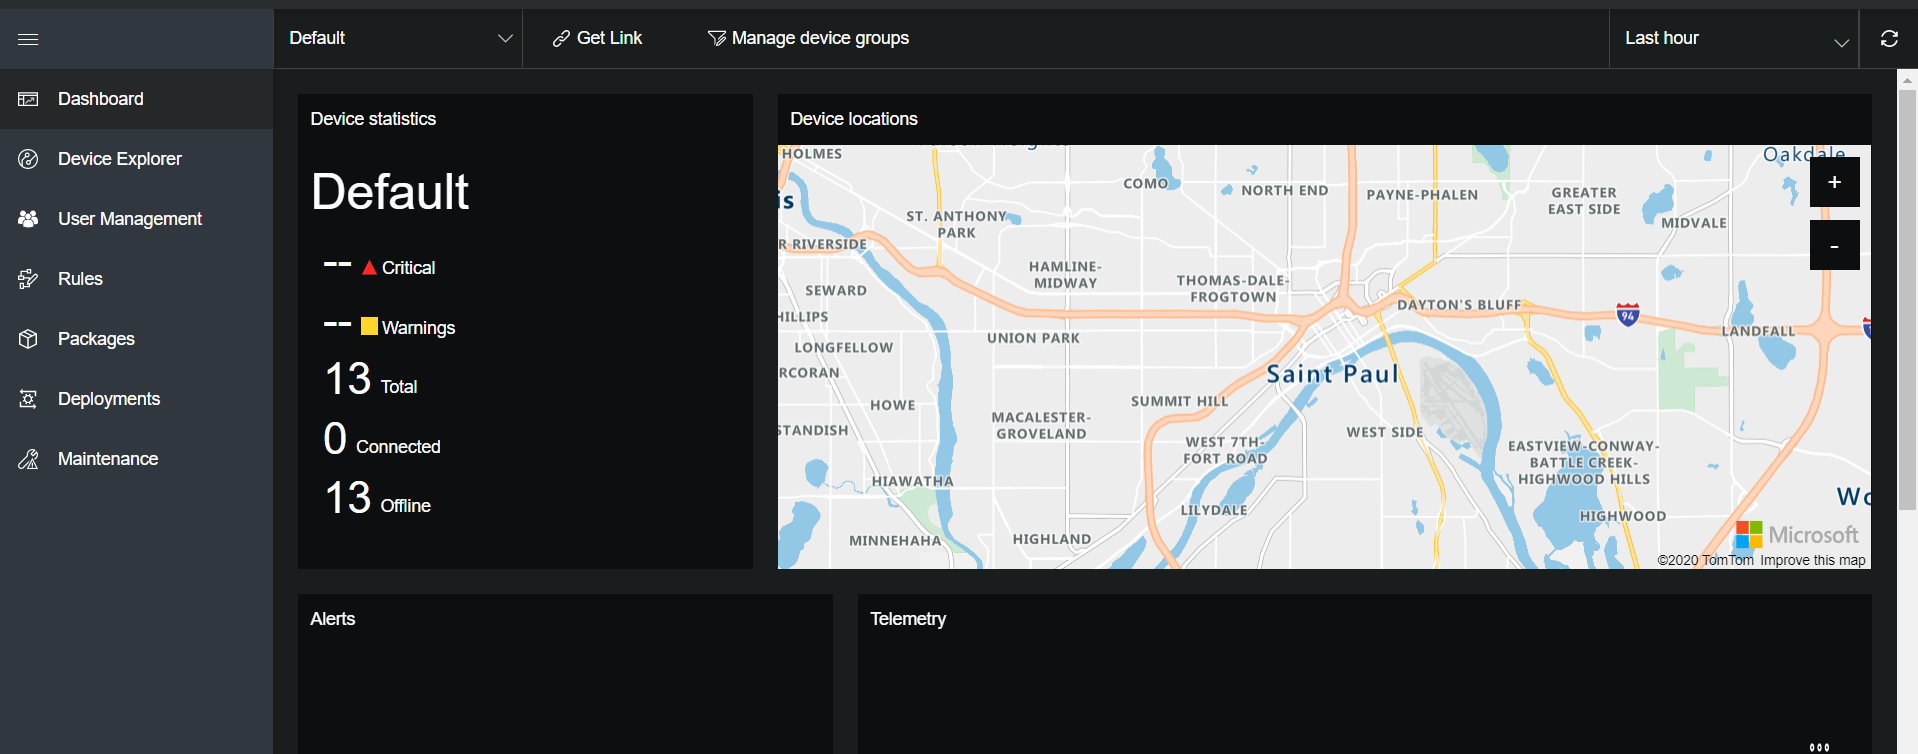 Default
Get Link
Manage device groups
Last hour
Dashboard
Device Explorer
User Management
Rules
Packages
Deployments
Maintenance
Device statistics
Default
-- Critical
-- Warnings
13 Total
0 Connected
13 Offline
Device locations
HOLMES
Oakdale
COMO
NORTH END
PAYNE-PHALEN
GREATER
EAST SIDE
is
ST. ANTHONY
PARK
MIDVALE
R RIVERSIDE
HAMLINE-
MIDWAY
THOMAS-DALE-
FROGTOWN
SEWARD
DAYTON'S BLUFF
94
HILLIPS
UNION PARK
LANDFALL
LONGFELLOW
RCORAN
Saint Paul
HOWE
SUMMIT HILL
MACALESTER-
GROVELAND
STANDISH
WEST SIDE
WEST 7TH-
FORT ROAD
EASTVIEW-CONWAY-
BATTLE CREEK-
HIGHWOOD HILLS
HIAWATHA
Wo
LILYDALE
HIGHWOOD
MINNEHAHA
HIGHLAND
+
-
Microsoft
©2020 TomTom Improve this map
Alerts
Telemetry